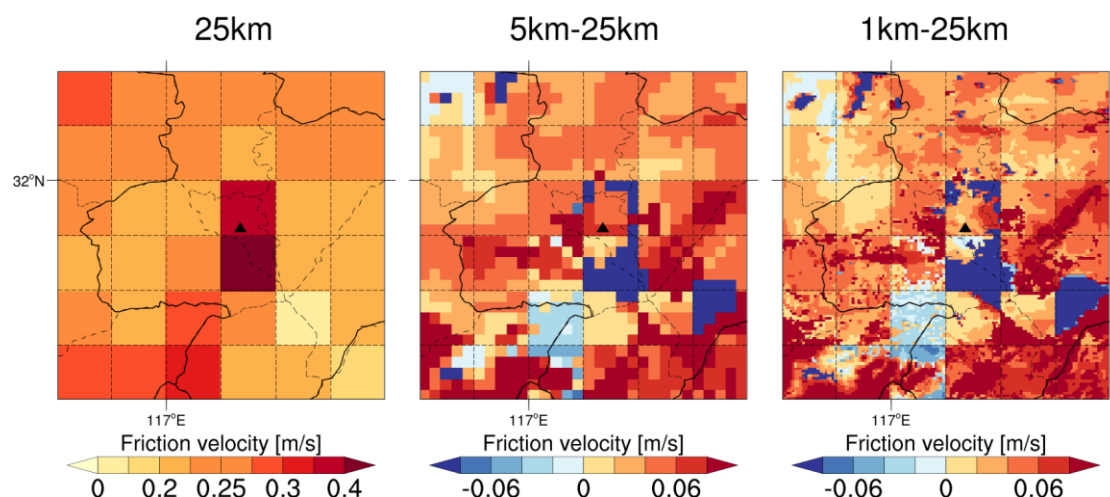 25km
5km-25km
1km-25km
32°N
117°E
117°E
117°E
Friction velocity [m/s]
Friction velocity [m/s]
Friction velocity [m/s]
0 0.2 0.25 0.3 0.4
-0.06 0 0.06
-0.06 0 0.06